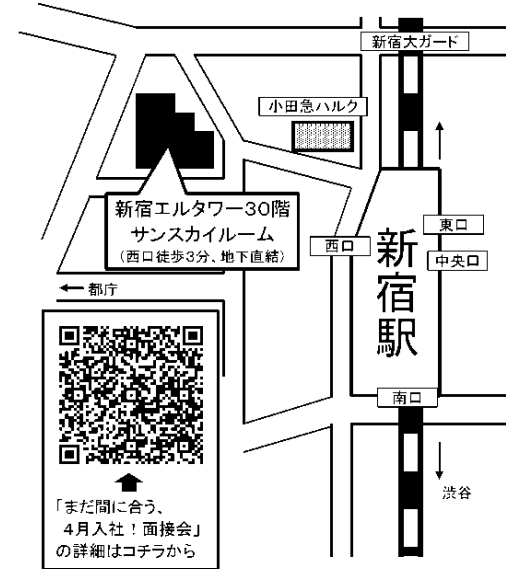 新宿大ガード
小田急ハルク
新宿エルタワー30階
サンスカイルーム
(西口徒歩3分、地下直結)
西口
新宿駅
東口
中央口
← 都庁
南口
渋谷
「まだ間に合う、
4月入社！面接会」
の詳細はコチラから